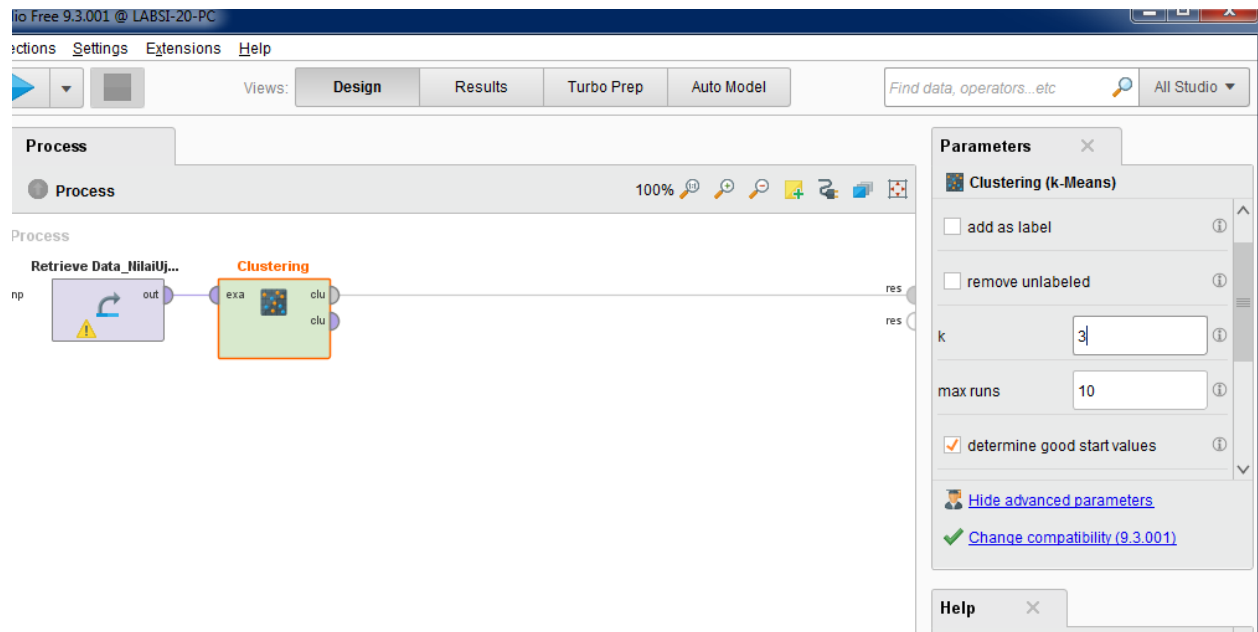 io Free 9.3.001 @ LABSI-20-PC
ections Settings Extensions Help
Views: Design Results Turbo Prep Auto Model Find data, operators...etc All Studio
Process
Parameters
Process 100%
Clustering (k-Means)
add as label
Process
Retrieve Data_NilaiUj... Clustering
remove unlabeled
np out exa clu res
clu res
k 3
max runs 10
determine good start values
Hide advanced parameters
Change compatibility (9.3.001)
Help